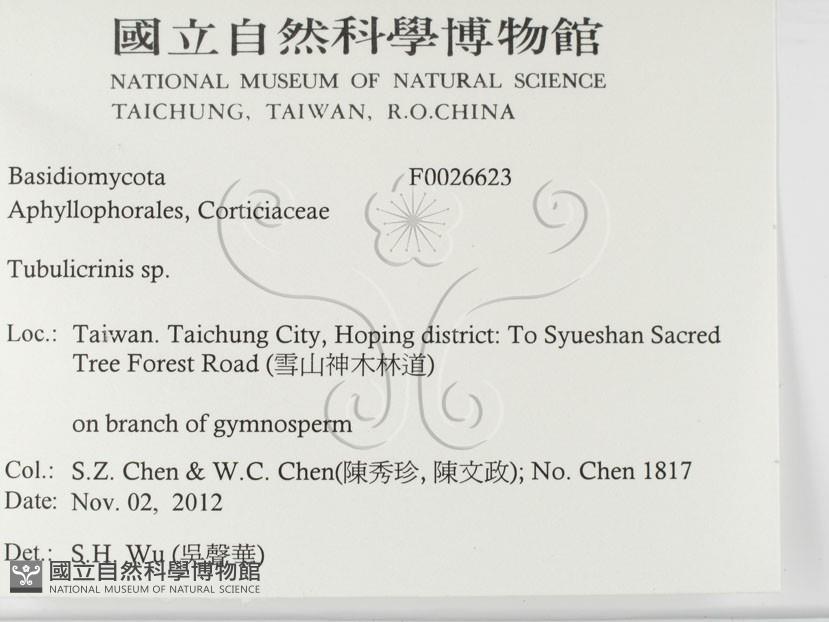 國立自然科學博物館
NATIONAL MUSEUM OF NATURAL SCIENCE
TAICHUNG, TAIWAN, R.O.CHINA
Basidiomycota F0026623
Aphyllophorales, Corticiaceae
Tubulicrinis sp.
Loc.: Taiwan. Taichung City, Hoping district: To Syueshan Sacred
Tree Forest Road (雪山神木林道)
on branch of gymnosperm
Col.: S.Z. Chen & W.C. Chen(陳秀珍, 陳文政); No. Chen 1817
Date: Nov. 02, 2012
Det.: S.H. Wu (吳聲華)
國立自然科學博物館
NATIONAL MUSEUM OF NATURAL SCIENCE